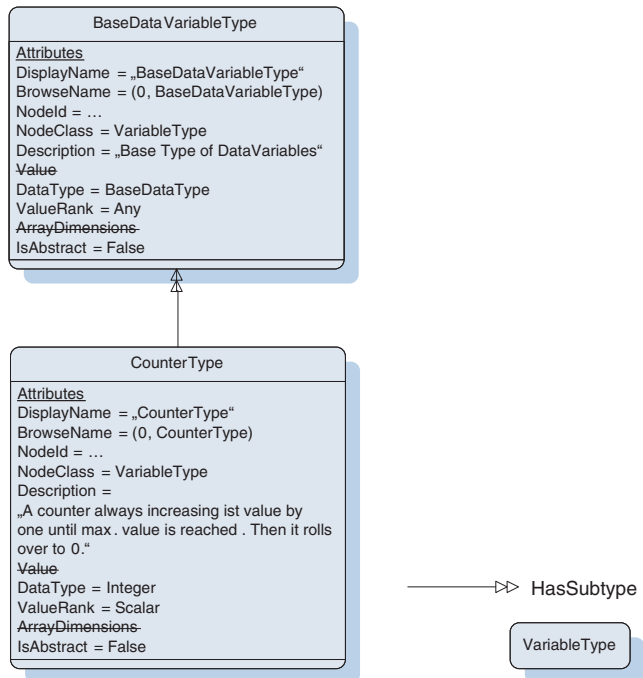 BaseDataVariableType
Attributes
DisplayName = „BaseDataVariableType“
BrowseName = (0, BaseDataVariableType)
NodeId = ...
NodeClass = VariableType
Description = „Base Type of DataVariables“
Value
DataType = BaseDataType
ValueRank = Any
ArrayDimensions
IsAbstract = False
CounterType
Attributes
DisplayName = „CounterType“
BrowseName = (0, CounterType)
NodeId = ...
NodeClass = VariableType
Description =
„A counter always increasing ist value by
one until max. value is reached . Then it rolls
over to 0.“
Value
DataType = Integer
ValueRank = Scalar
ArrayDimensions
IsAbstract = False
HasSubtype
VariableType